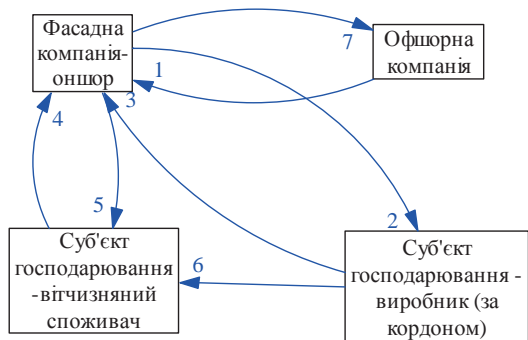 Фасадна
компанія-
оншор
Офшорна
компанія
7
1
3
4
5
2
6
Суб'єкт
господарювання
-вітчизняний
споживач
Суб'єкт
господарювання -
виробник (за
кордоном)